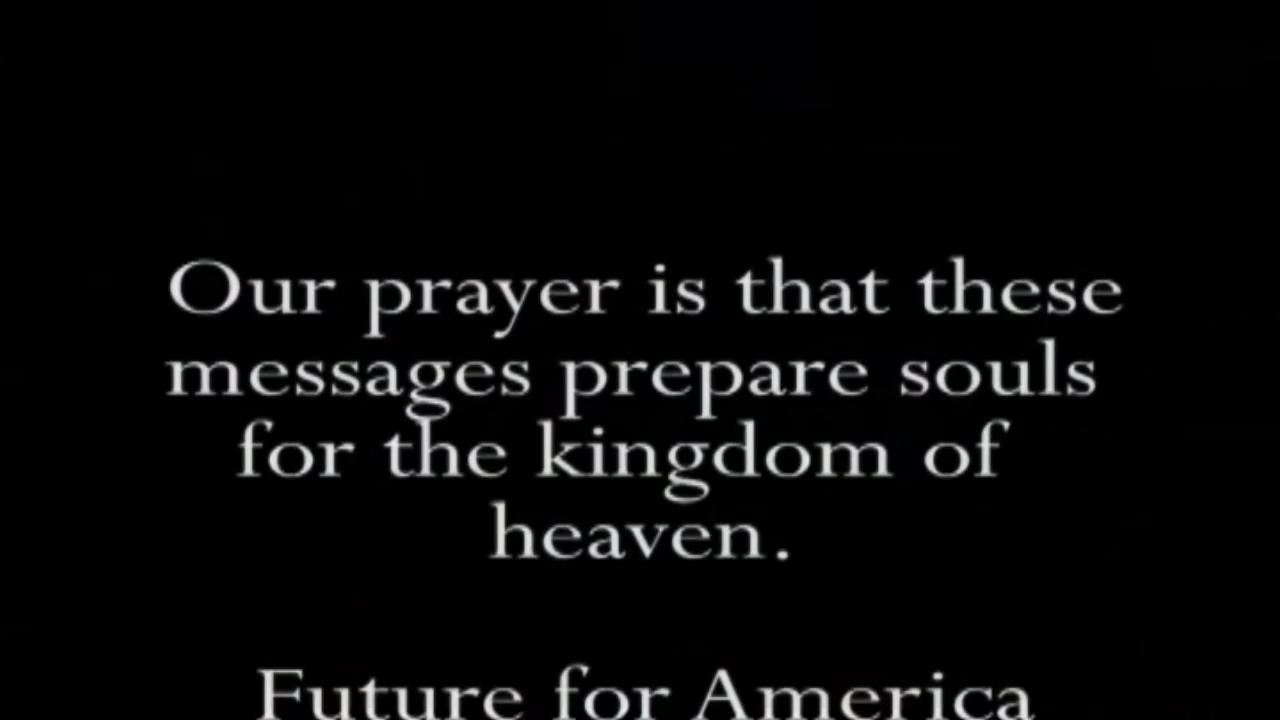 Our prayer is that these
messages prepare souls
for the kingdom of
heaven.
Future for America